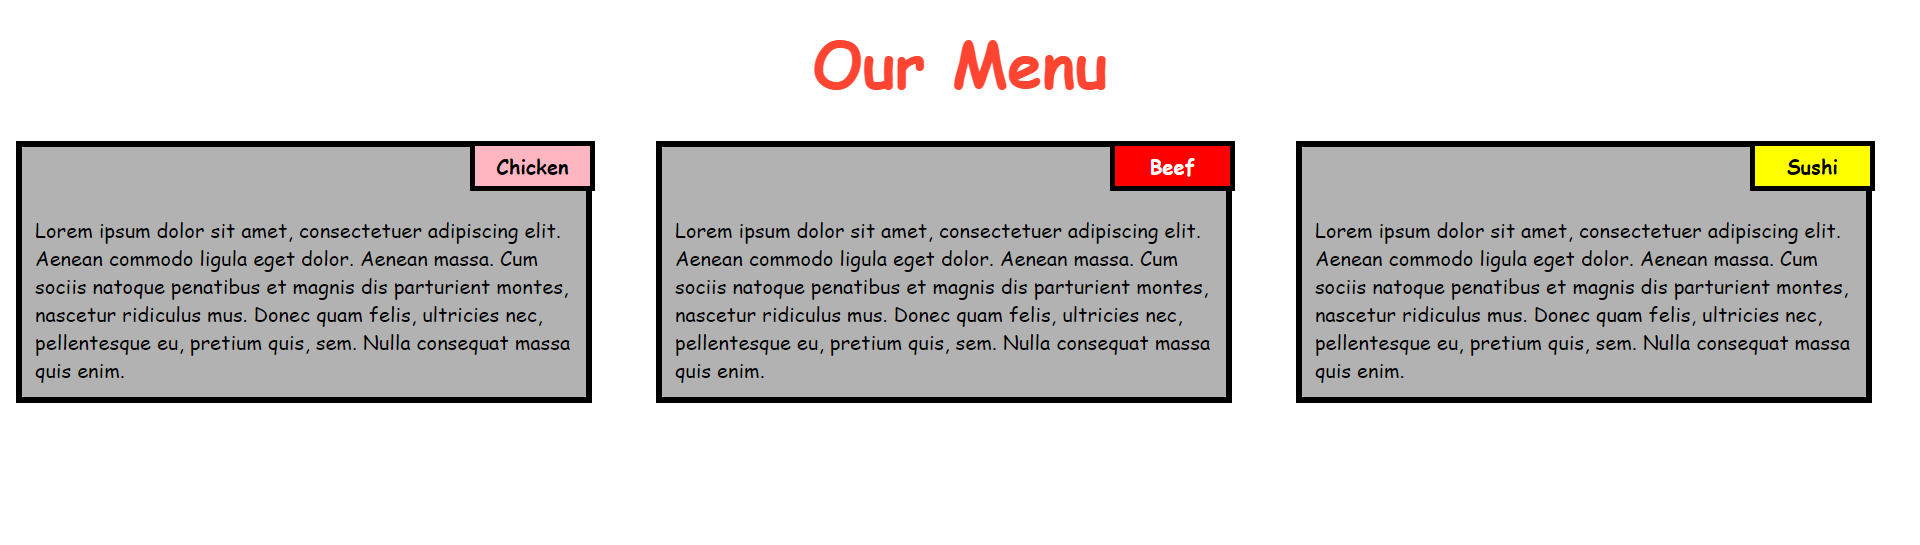 Our Menu
Chicken
Lorem ipsum dolor sit amet, consectetuer adipiscing elit.
Aenean commodo ligula eget dolor. Aenean massa. Cum
sociis natoque penatibus et magnis dis parturient montes,
nascetur ridiculus mus. Donec quam felis, ultricies nec,
pellentesque eu, pretium quis, sem. Nulla consequat massa
quis enim.
Beef
Lorem ipsum dolor sit amet, consectetuer adipiscing elit.
Aenean commodo ligula eget dolor. Aenean massa. Cum
sociis natoque penatibus et magnis dis parturient montes,
nascetur ridiculus mus. Donec quam felis, ultricies nec,
pellentesque eu, pretium quis, sem. Nulla consequat massa
quis enim.
Sushi
Lorem ipsum dolor sit amet, consectetuer adipiscing elit.
Aenean commodo ligula eget dolor. Aenean massa. Cum
sociis natoque penatibus et magnis dis parturient montes,
nascetur ridiculus mus. Donec quam felis, ultricies nec,
pellentesque eu, pretium quis, sem. Nulla consequat massa
quis enim.